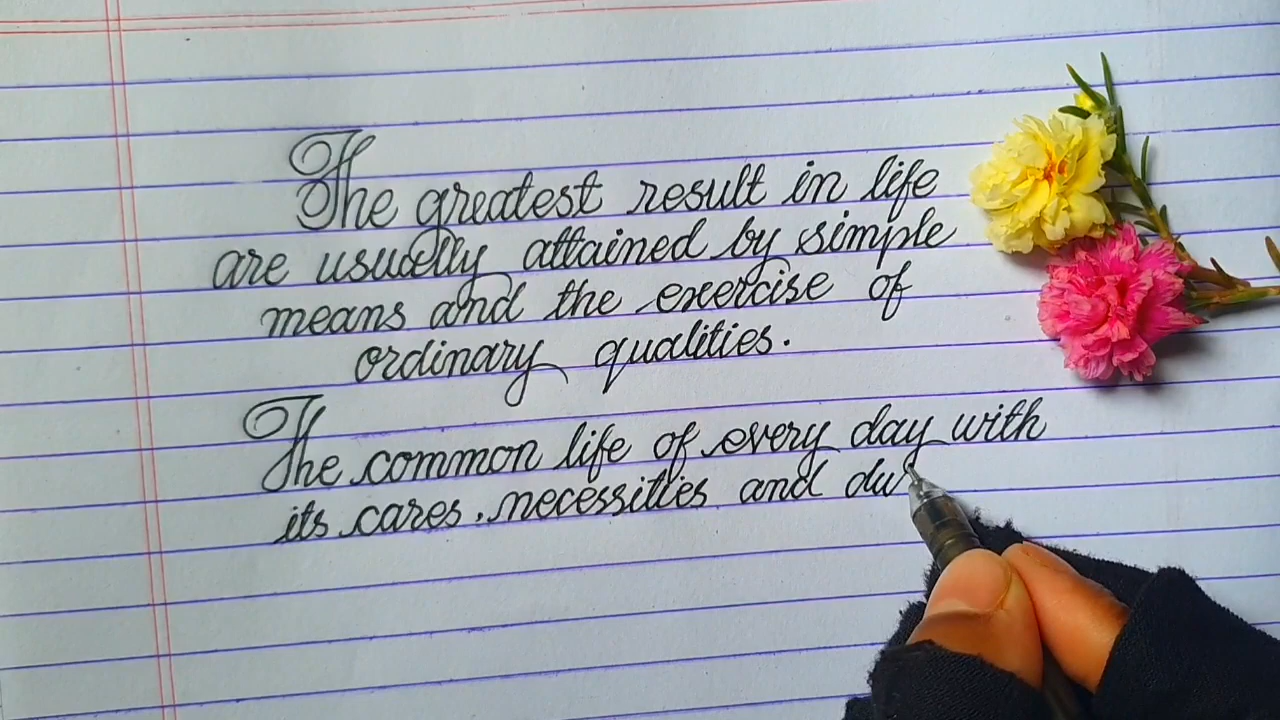 The greatest result in life
are usually attained by simple
means and the exercise of
ordinary qualities.
The common life of every day with
its cares, necessities and du